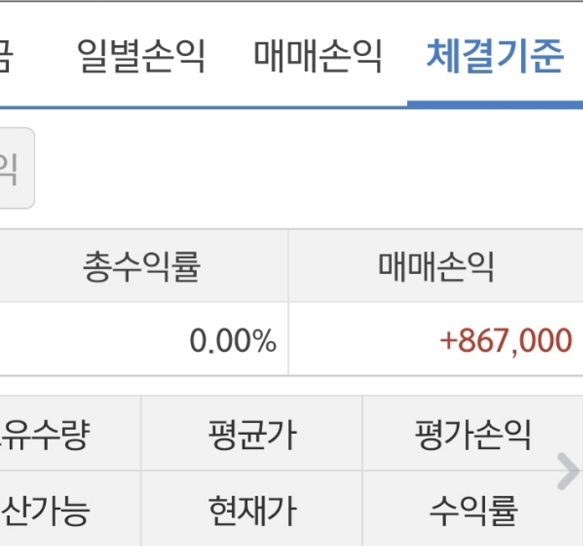 일별손익 매매손익 체결기준
총수익률 매매손익
0.00% +867,000
유수량 평균가 평가손익
산가능 현재가 수익률